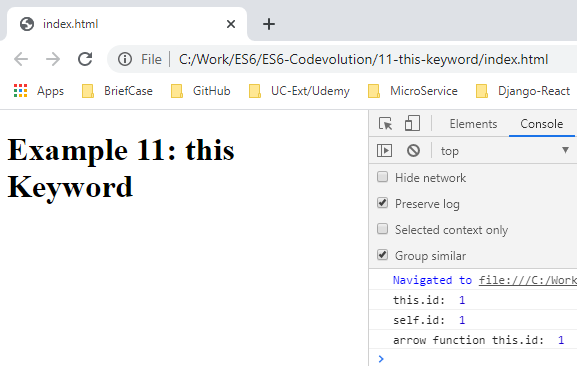 index.html
File | C:/Work/ES6/ES6-Codevolution/11-this-keyword/index.html
Apps BriefCase GitHub UC-Ext/Udemy MicroService Django-React
Example 11: this
Keyword
Elements Console
top
Hide network
Preserve log
Selected context only
Group similar
Navigated to file:///C:/Work
this.id: 1
self.id: 1
arrow function this.id: 1